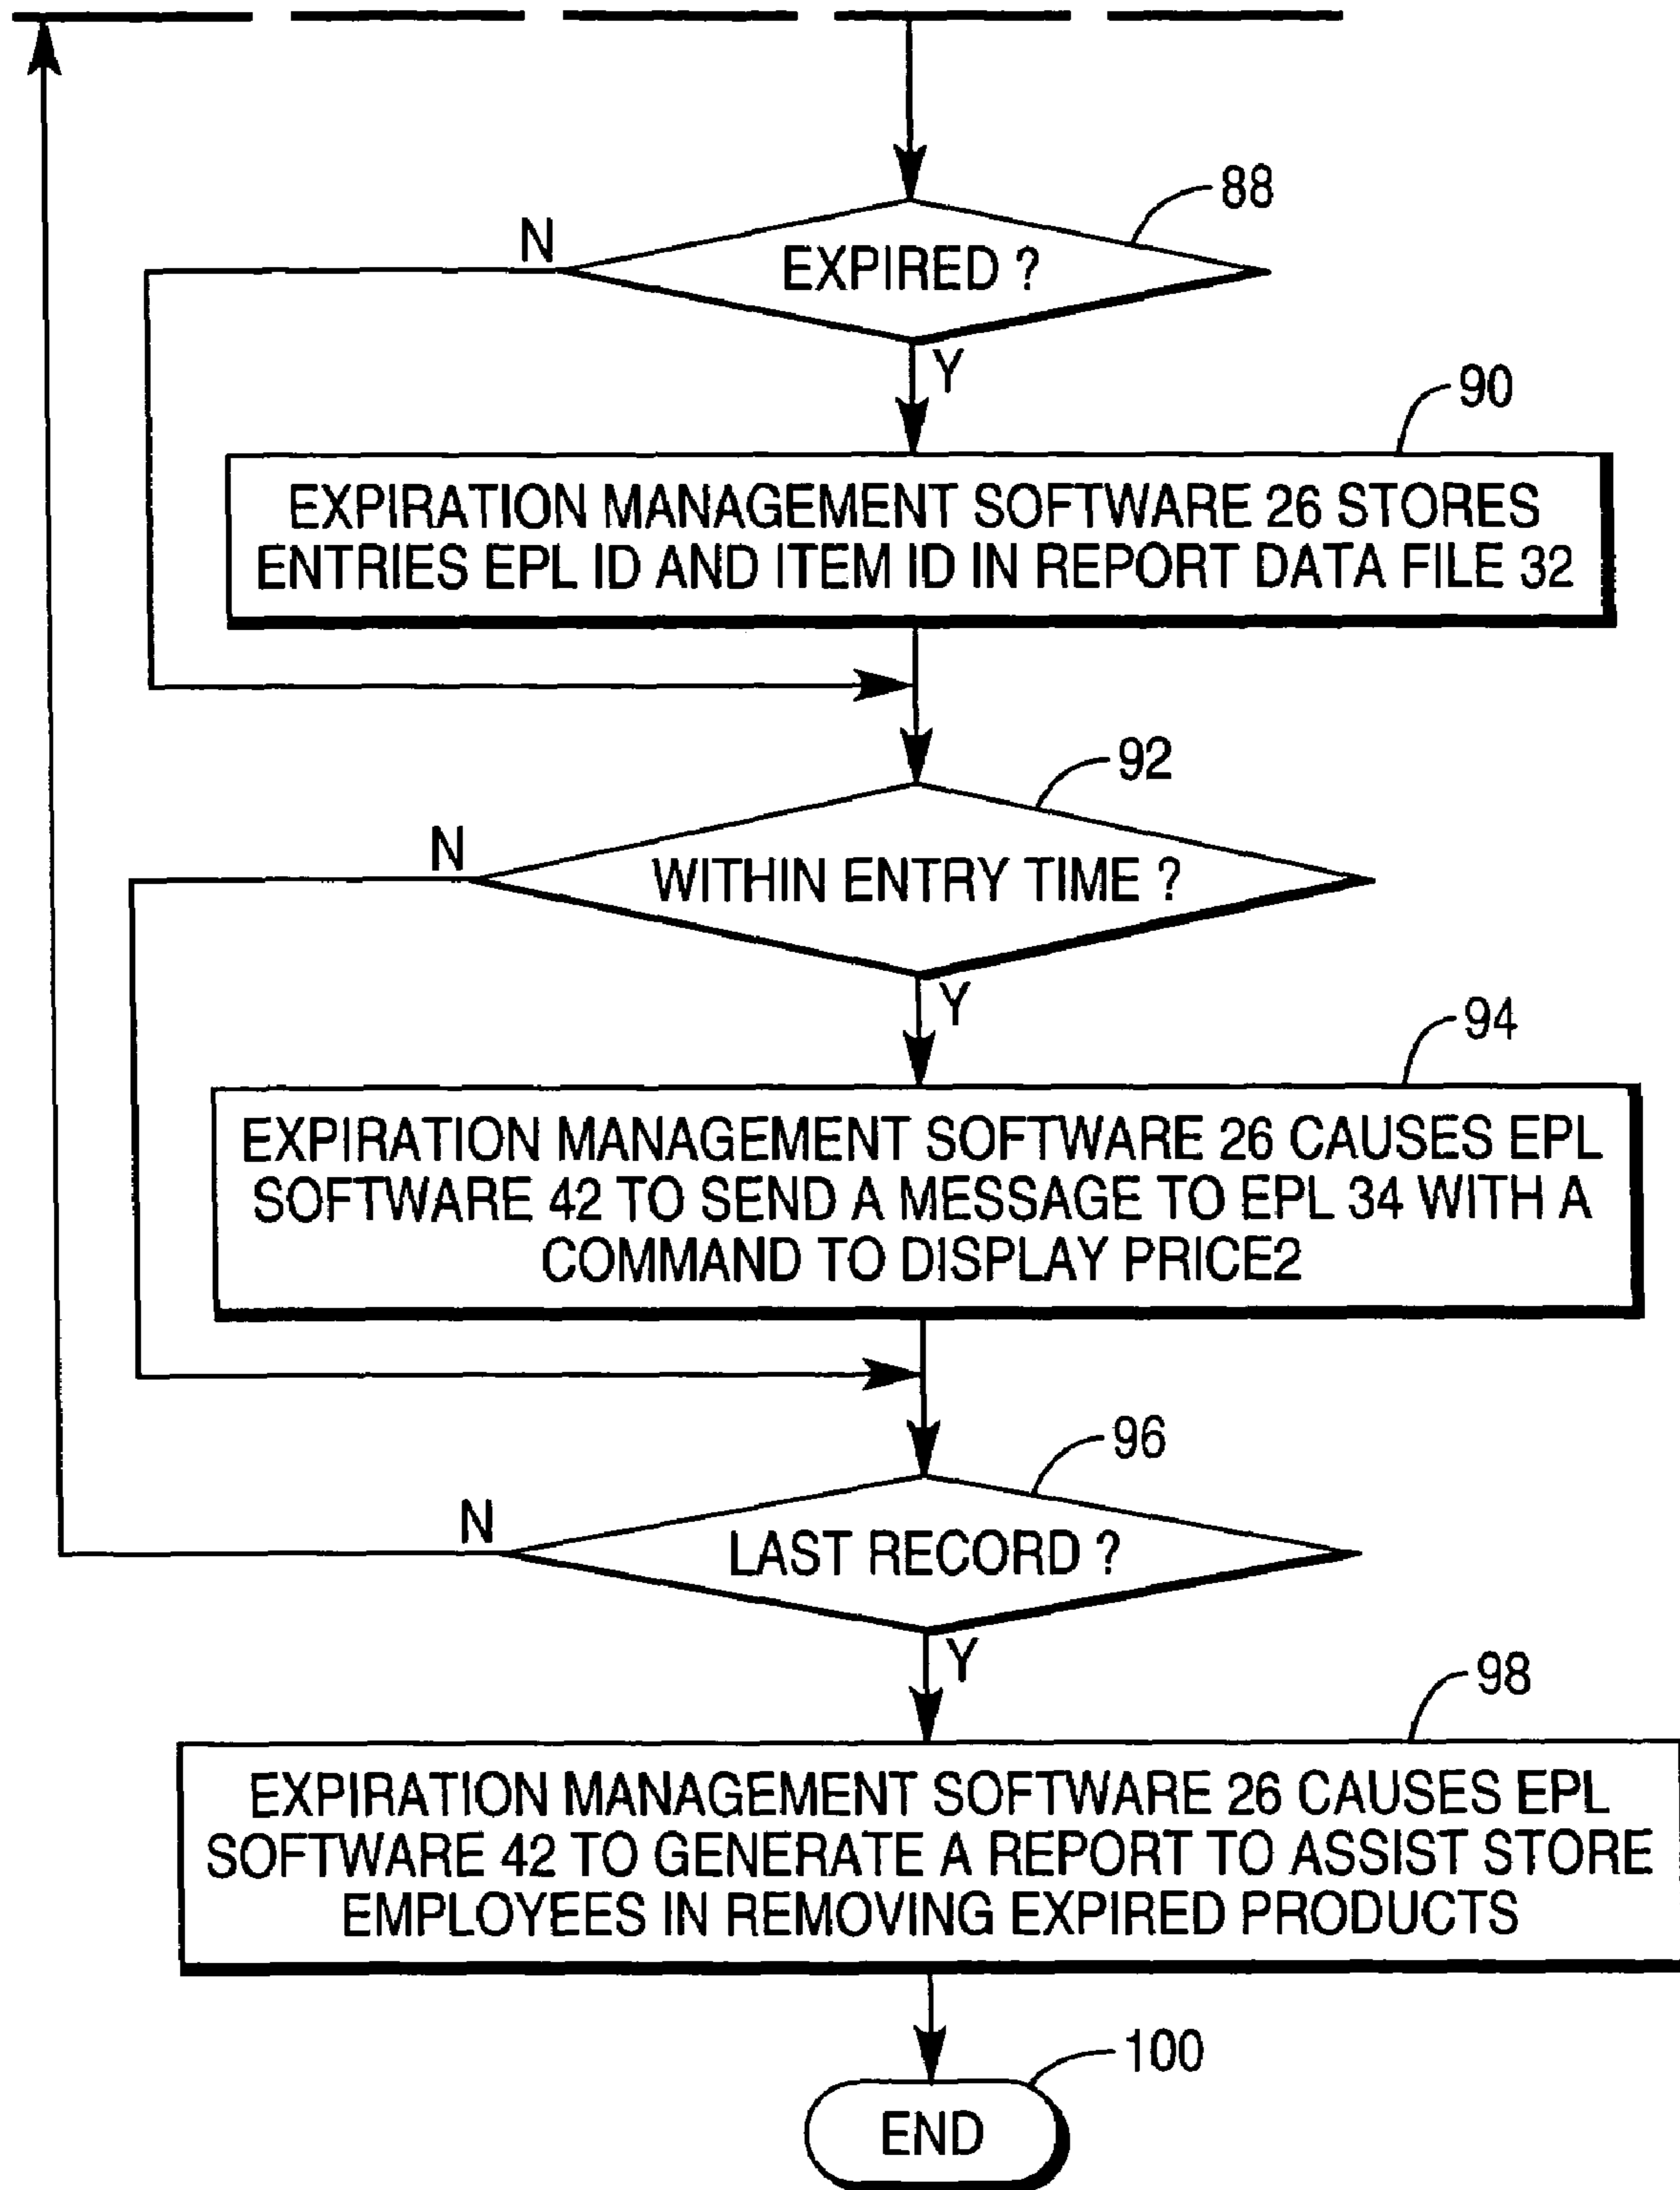 88
N
EXPIRED ?
Y
90
EXPIRATION MANAGEMENT SOFTWARE 26 STORES
ENTRIES EPL ID AND ITEM ID IN REPORT DATA FILE 32
92
N
WITHIN ENTRY TIME ?
Y
94
EXPIRATION MANAGEMENT SOFTWARE 26 CAUSES EPL
SOFTWARE 42 TO SEND A MESSAGE TO EPL 34 WITH A
COMMAND TO DISPLAY PRICE2
96
N
LAST RECORD ?
Y
98
EXPIRATION MANAGEMENT SOFTWARE 26 CAUSES EPL
SOFTWARE 42 TO GENERATE A REPORT TO ASSIST STORE
EMPLOYEES IN REMOVING EXPIRED PRODUCTS
100
END